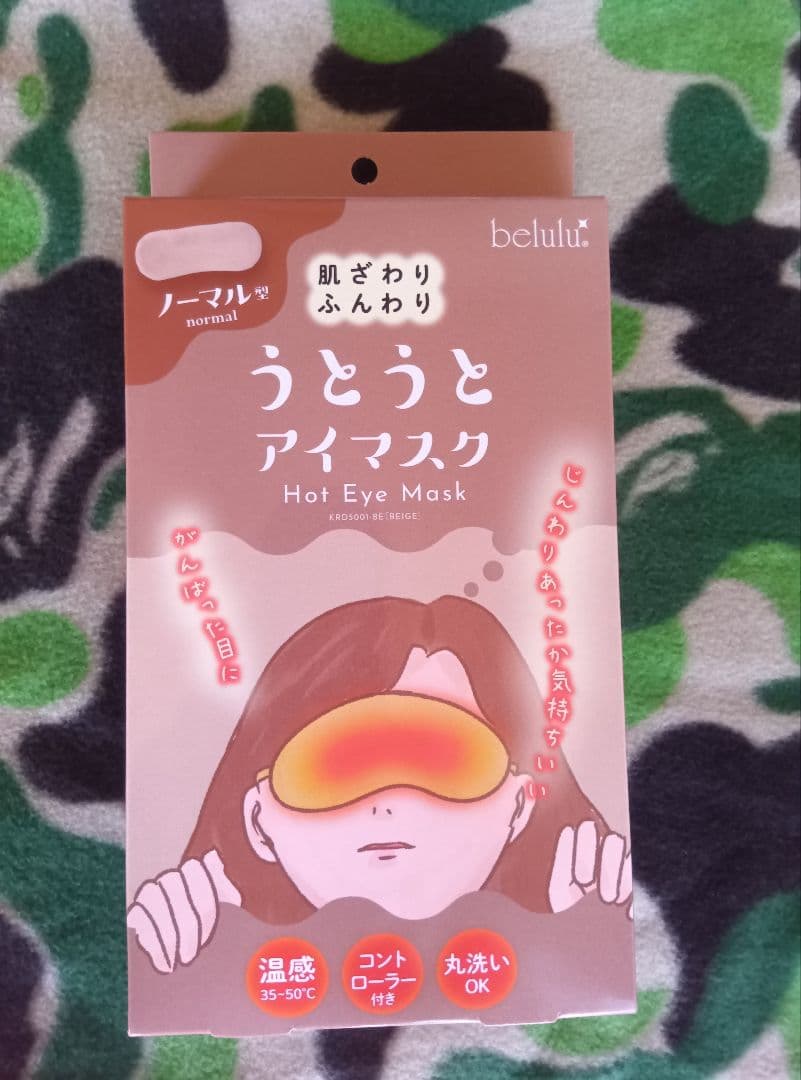 belulu
ノーマル型
normal
肌ざわり
ふんわり
うとうと
アイマスク
Hot Eye Mask
KRD5001-BE[BEIGE]
がんばった目に
じんわりあったか気持ちいい
温感
35~50℃
コント
ローラー
付き
丸洗い
OK